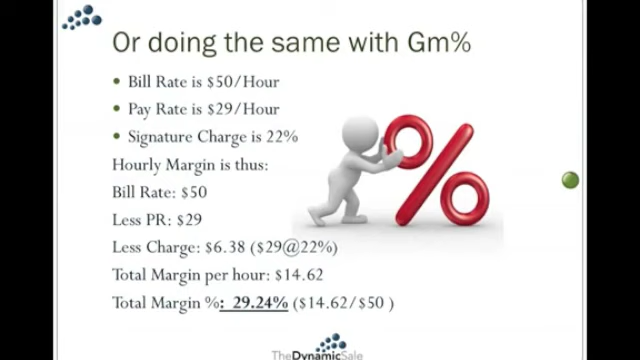 Or doing the same with Gm%
Bill Rate is $50/Hour
Pay Rate is $29/Hour
Signature Charge is 22%
Hourly Margin is thus:
Bill Rate: $50
Less PR: $29
Less Charge: $6.38 ($29@22%)
Total Margin per hour: $14.62
Total Margin %: 29.24% ($14.62/$50 )
TheDynamicSale